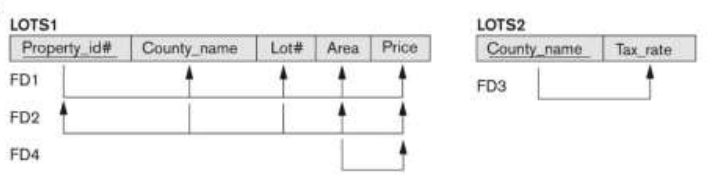 LOTS1
Property_id# County_name Lot# Area Price
FD1
FD2
FD4
LOTS2
County_name Tax_rate
FD3